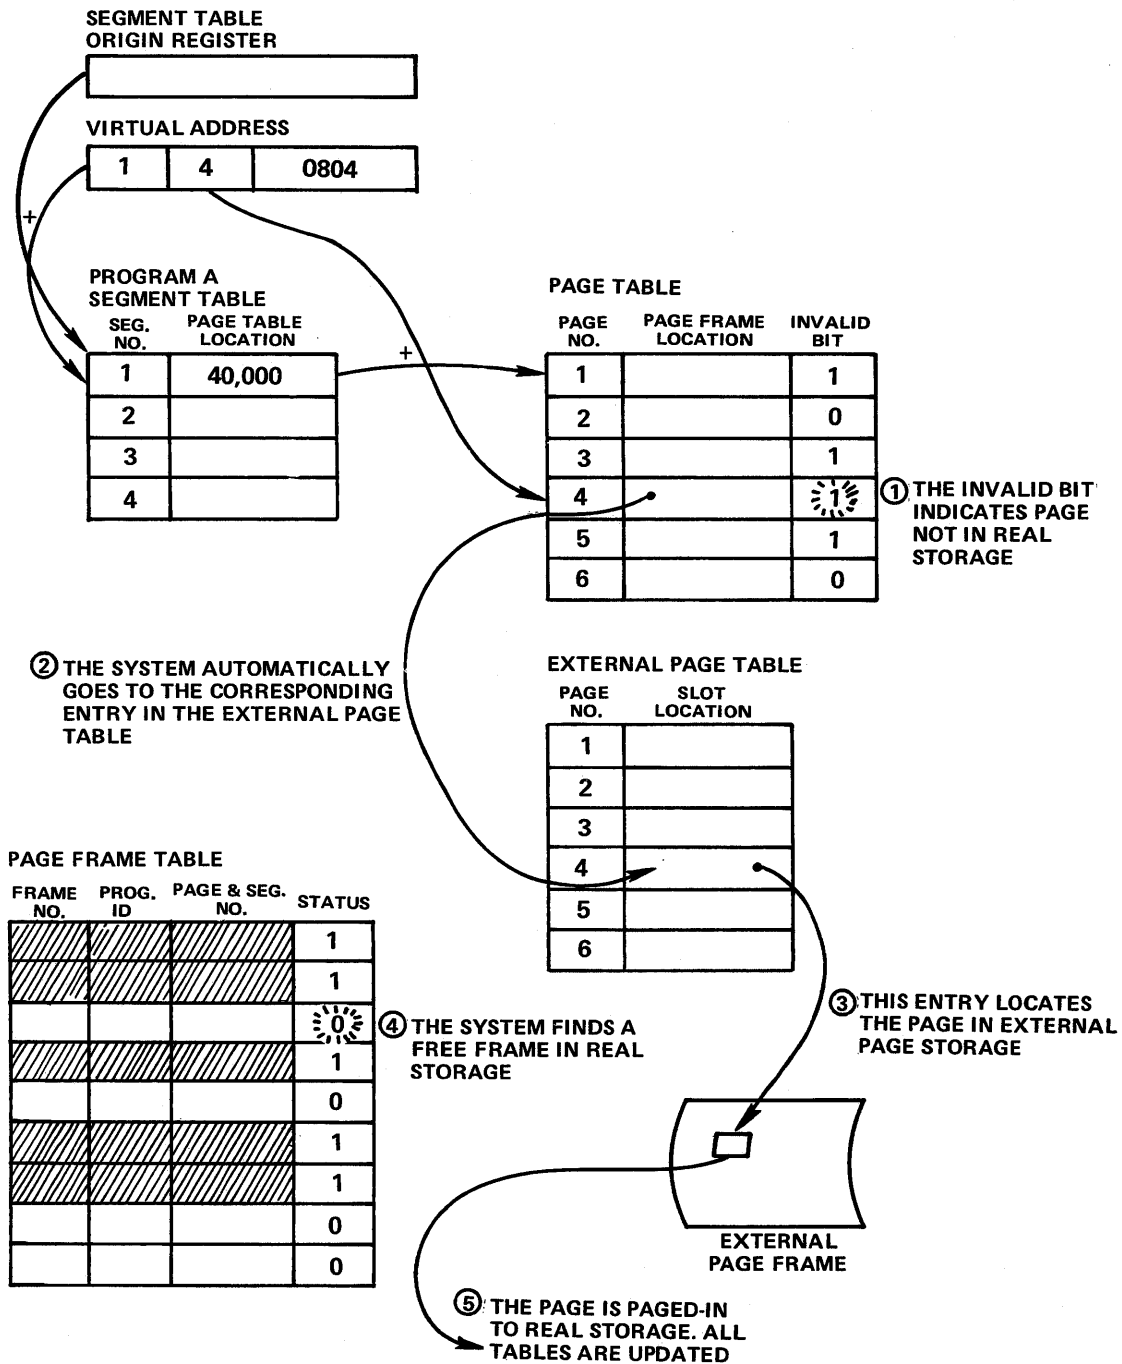 SEGMENT TABLE
ORIGIN REGISTER
VIRTUAL ADDRESS
1 4 0804
+
PROGRAM A
SEGMENT TABLE
SEG. NO. PAGE TABLE LOCATION
1 40,000
2
3
4
+
PAGE TABLE
PAGE NO. PAGE FRAME LOCATION INVALID BIT
1 1
2 0
3 1
4 1
5 1
6 0
① THE INVALID BIT
INDICATES PAGE
NOT IN REAL
STORAGE
② THE SYSTEM AUTOMATICALLY
GOES TO THE CORRESPONDING
ENTRY IN THE EXTERNAL PAGE
TABLE
EXTERNAL PAGE TABLE
PAGE NO. SLOT LOCATION
1
2
3
4
5
6
③ THIS ENTRY LOCATES
THE PAGE IN EXTERNAL
PAGE STORAGE
PAGE FRAME TABLE
FRAME NO. PROG. ID PAGE & SEG. NO. STATUS
1
1
0
1
0
1
1
0
0
④ THE SYSTEM FINDS A
FREE FRAME IN REAL
STORAGE
EXTERNAL
PAGE FRAME
⑤ THE PAGE IS PAGED-IN
TO REAL STORAGE. ALL
TABLES ARE UPDATED